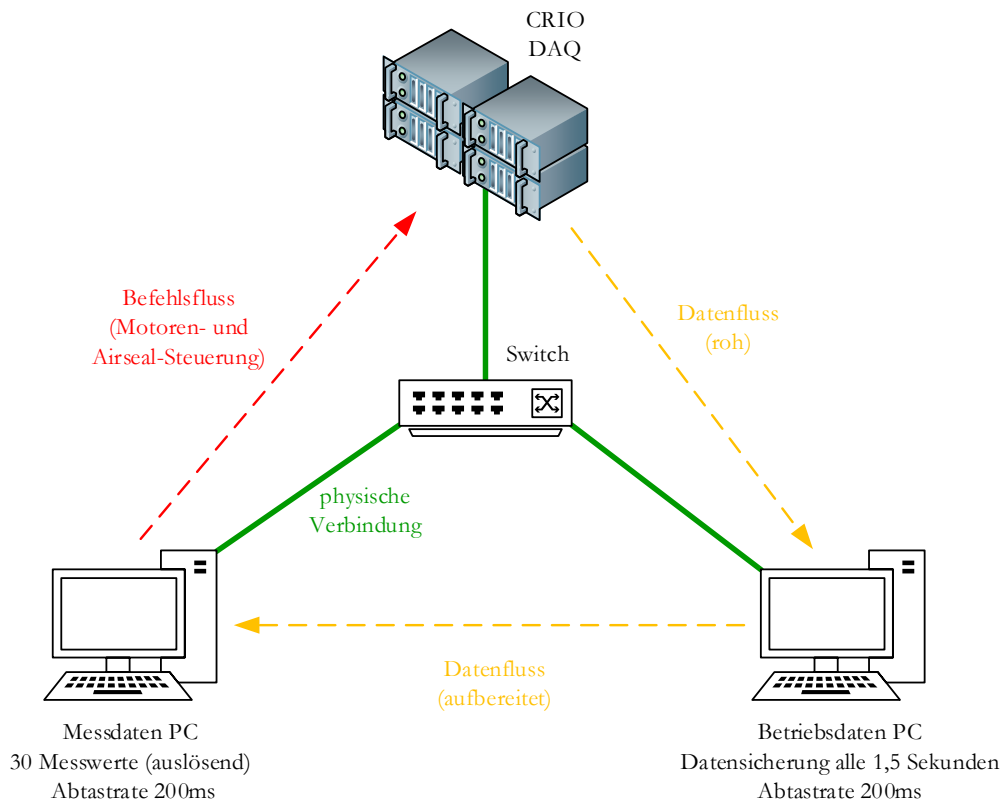 CRIO
DAQ
Befehlsfluss
(Motoren- und
Airseal-Steuerung)
Datenfluss
(roh)
Switch
physische
Verbindung
Datenfluss
(aufbereitet)
Messdaten PC
30 Messwerte (auslösend)
Abtastrate 200ms
Betriebsdaten PC
Datensicherung alle 1,5 Sekunden
Abtastrate 200ms